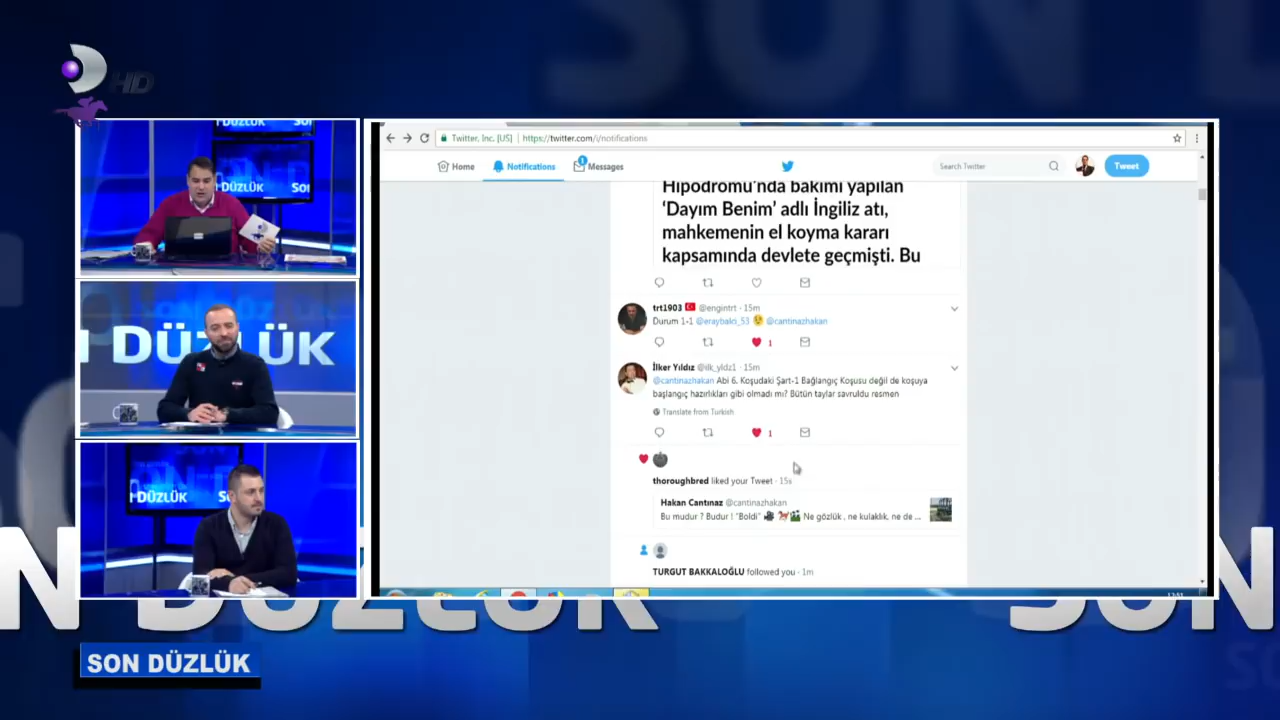 HD
DÜZLÜK
SON
DÜZLÜK
DÜZLÜK
Twitter, Inc. [US] | https://twitter.com/i/notifications
Home
Notifications
1
Messages
Search Twitter
Tweet
Hipodromu'nda bakımı yapılan
'Dayım Benim' adlı İngiliz atı,
mahkemenin el koyma kararı
kapsamında devlete geçmişti. Bu
trt1903 @engintrt · 15m
Durum 1-1 @eraybaks_53 @cantinazhakan
1
İlker Yıldız @ilk_yldz1 · 15m
@cantinazhakan Abi 6. Koşudaki Şart-1 Bağlangıç Koşusu değil de koşuya
başlangıç hazırlıkları gibi olmadı mı? Bütün taylar savruldu resmen
Translate from Turkish
1
thoroughbred liked your Tweet · 15s
Hakan Cantınaz @cantinazhakan
Bu mudur ? Budur ! "Boldi" Ne gözlük , ne kulaklık, ne de ...
TURGUT BAKKALOĞLU followed you · 1m
N DÜZLÜK
SON
SON DÜZLÜK